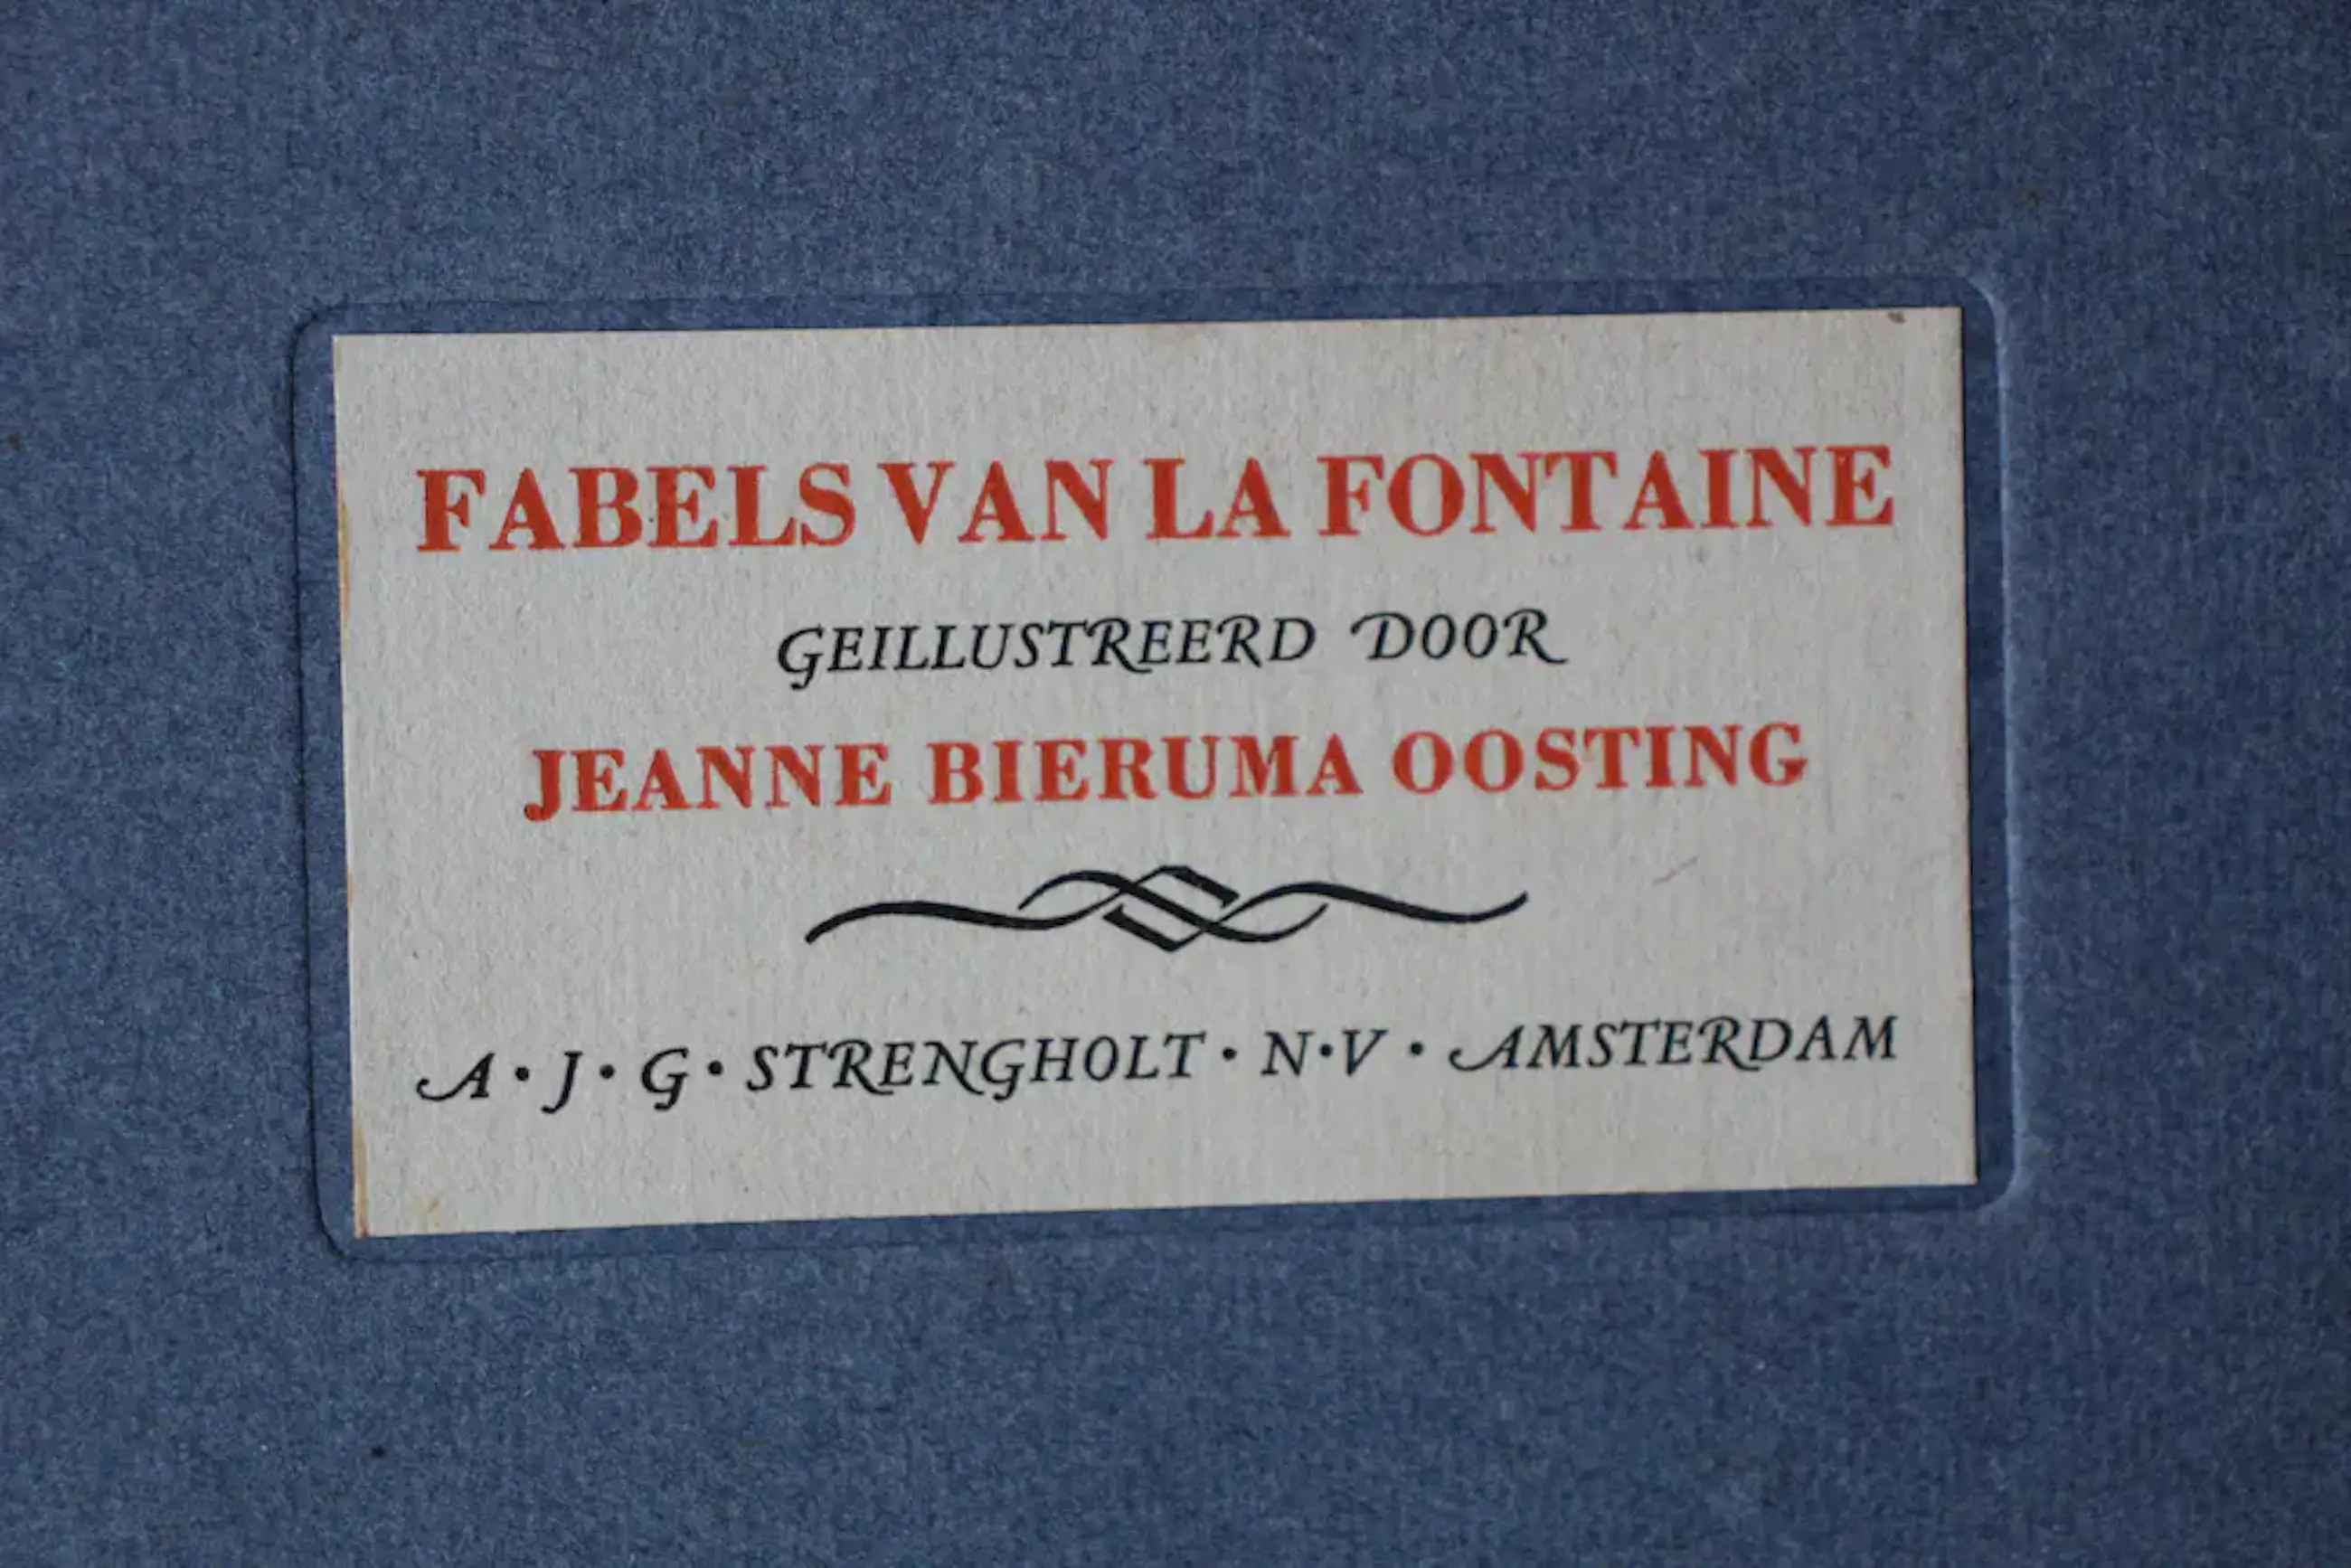 FABELS VAN LA FONTAINE
GEILLUSTREERD DOOR
JEANNE BIERUMA OOSTING
A·J·G·STRENGHOLT·N·V·AMSTERDAM